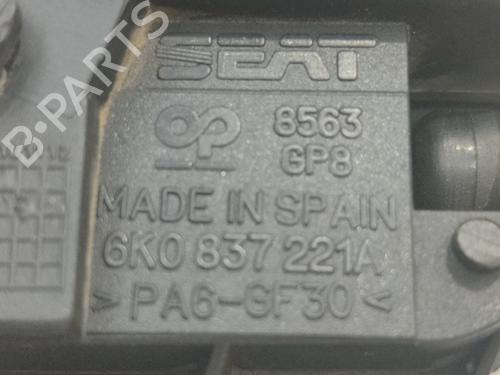 SEAT
8563
GP8
MADE IN SPAIN
6K0 837 221A
>PA6-GF30<
B-PARTS